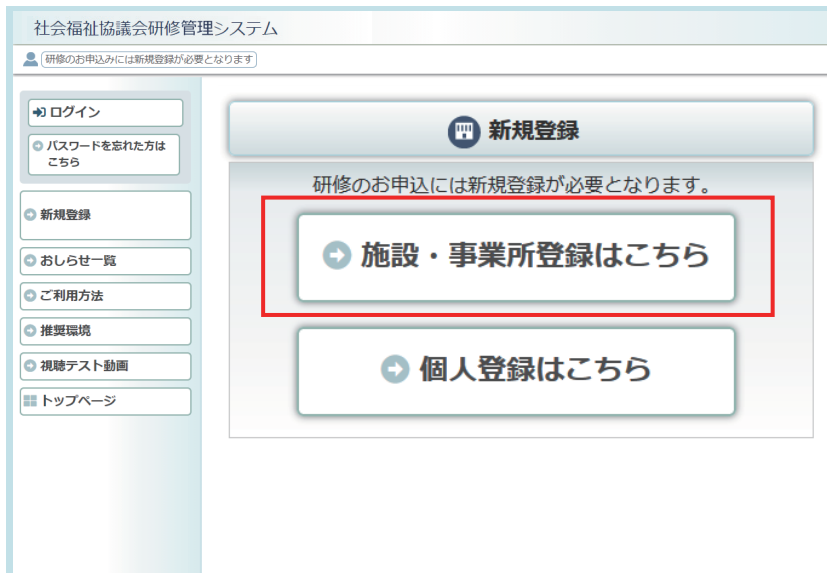 社会福祉協議会研修管理システム
研修のお申込みには新規登録が必要となります
ログイン
パスワードを忘れた方は
こちら
新規登録
おしらせ一覧
ご利用方法
推奨環境
視聴テスト動画
トップページ
新規登録
研修のお申込には新規登録が必要となります。
施設・事業所登録はこちら
個人登録はこちら